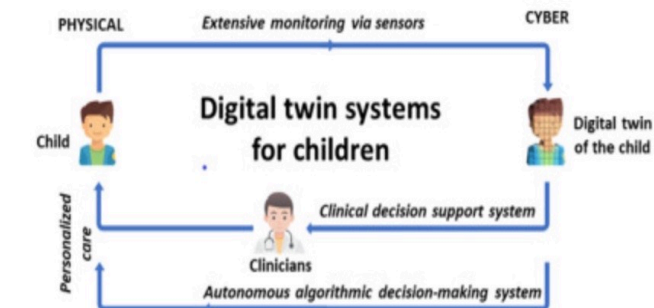 PHYSICAL
Extensive monitoring via sensors
CYBER
Digital twin systems
for children
Child
Digital twin
of the child
Clinical decision support system
Personalized
care
Clinicians
Autonomous algorithmic decision-making system